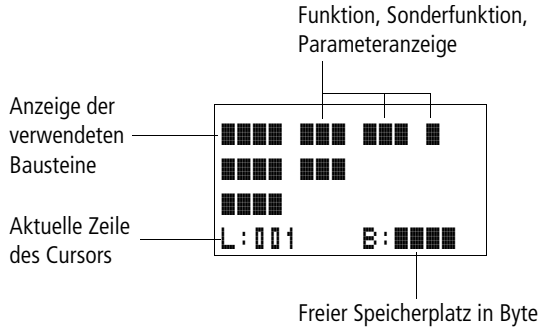 Funktion, Sonderfunktion,
Parameteranzeige
Anzeige der
verwendeten
Bausteine
Aktuelle Zeile
des Cursors
L:001 B:
Freier Speicherplatz in Byte